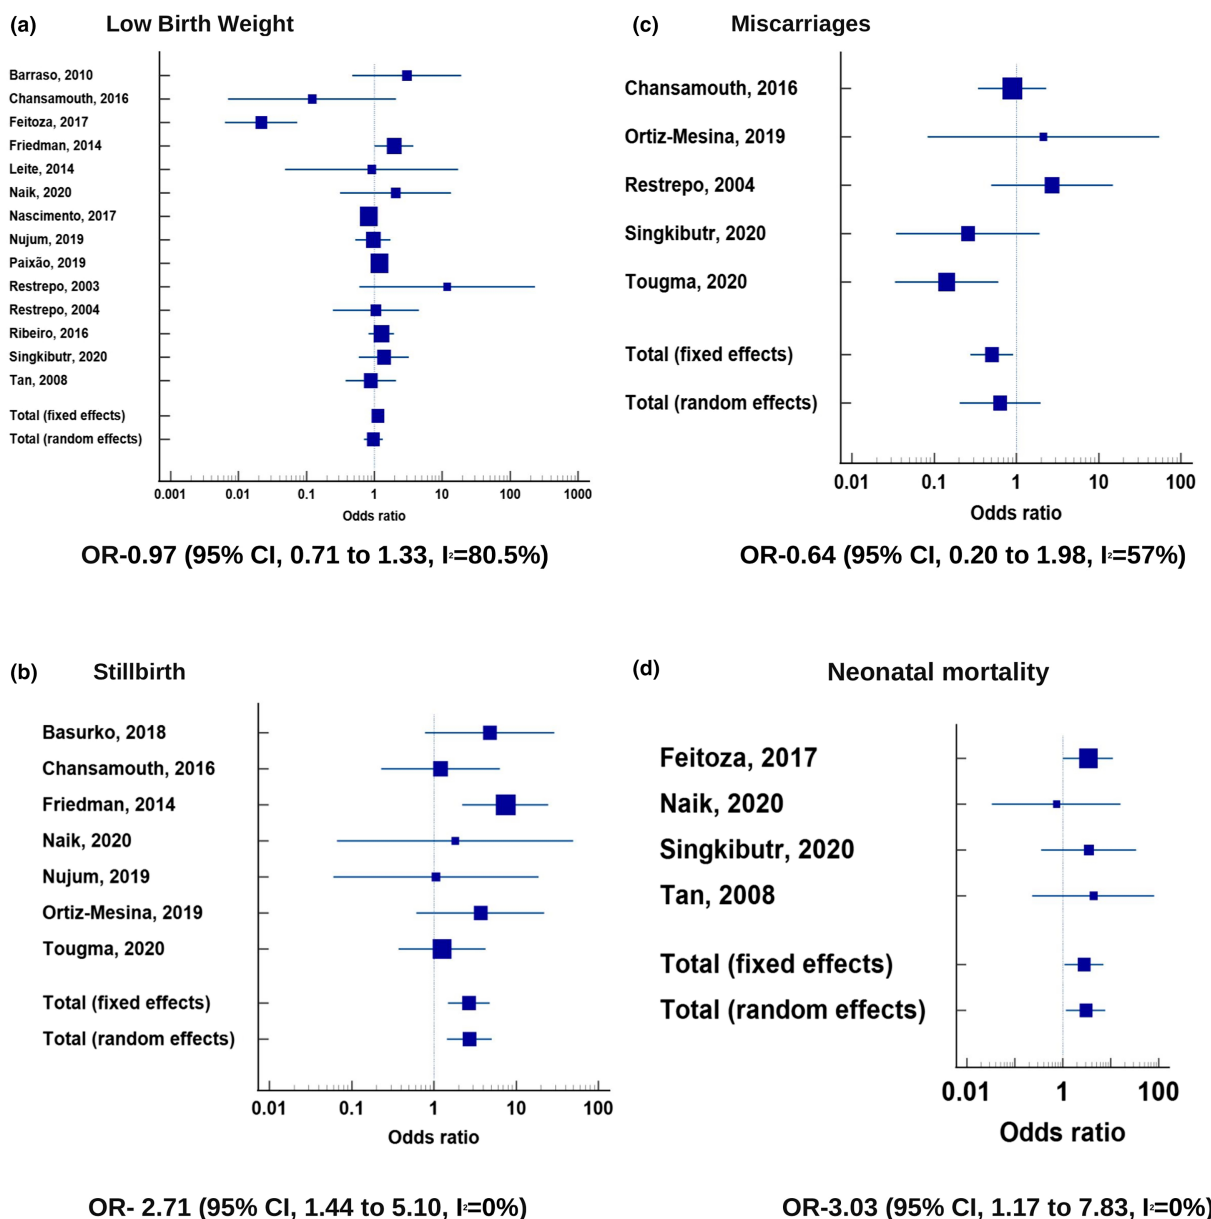 (a) Low Birth Weight
Barraso, 2010
Chansamouth, 2016
Feitoza, 2017
Friedman, 2014
Leite, 2014
Naik, 2020
Nascimento, 2017
Nujum, 2019
Paixão, 2019
Restrepo, 2003
Restrepo, 2004
Ribeiro, 2016
Singkibutr, 2020
Tan, 2008
Total (fixed effects)
Total (random effects)
0.001 0.01 0.1 1 10 100 1000
Odds ratio
OR-0.97 (95% CI, 0.71 to 1.33, I²=80.5%)
(c) Miscarriages
Chansamouth, 2016
Ortiz-Mesina, 2019
Restrepo, 2004
Singkibutr, 2020
Tougma, 2020
Total (fixed effects)
Total (random effects)
0.01 0.1 1 10 100
Odds ratio
OR-0.64 (95% CI, 0.20 to 1.98, I²=57%)
(b) Stillbirth
Basurko, 2018
Chansamouth, 2016
Friedman, 2014
Naik, 2020
Nujum, 2019
Ortiz-Mesina, 2019
Tougma, 2020
Total (fixed effects)
Total (random effects)
0.01 0.1 1 10 100
Odds ratio
OR- 2.71 (95% CI, 1.44 to 5.10, I²=0%)
(d) Neonatal mortality
Feitoza, 2017
Naik, 2020
Singkibutr, 2020
Tan, 2008
Total (fixed effects)
Total (random effects)
0.01 1 100
Odds ratio
OR-3.03 (95% CI, 1.17 to 7.83, I²=0%)